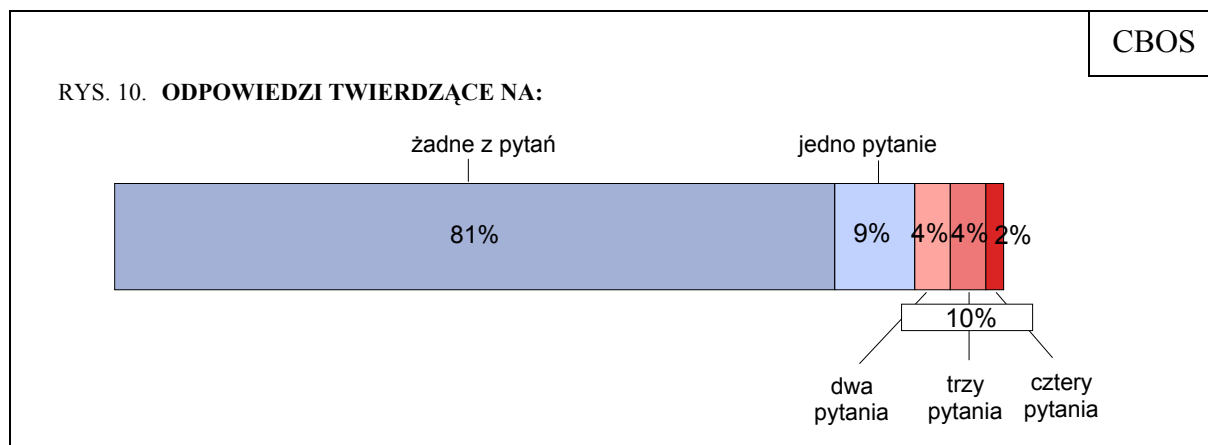 CBOS
RYS. 10. ODPOWIEDZI TWIERDZĄCE NA:
żadne z pytań
jedno pytanie
81%
9%
4%
4%
2%
10%
dwa
pytania
trzy
pytania
cztery
pytania